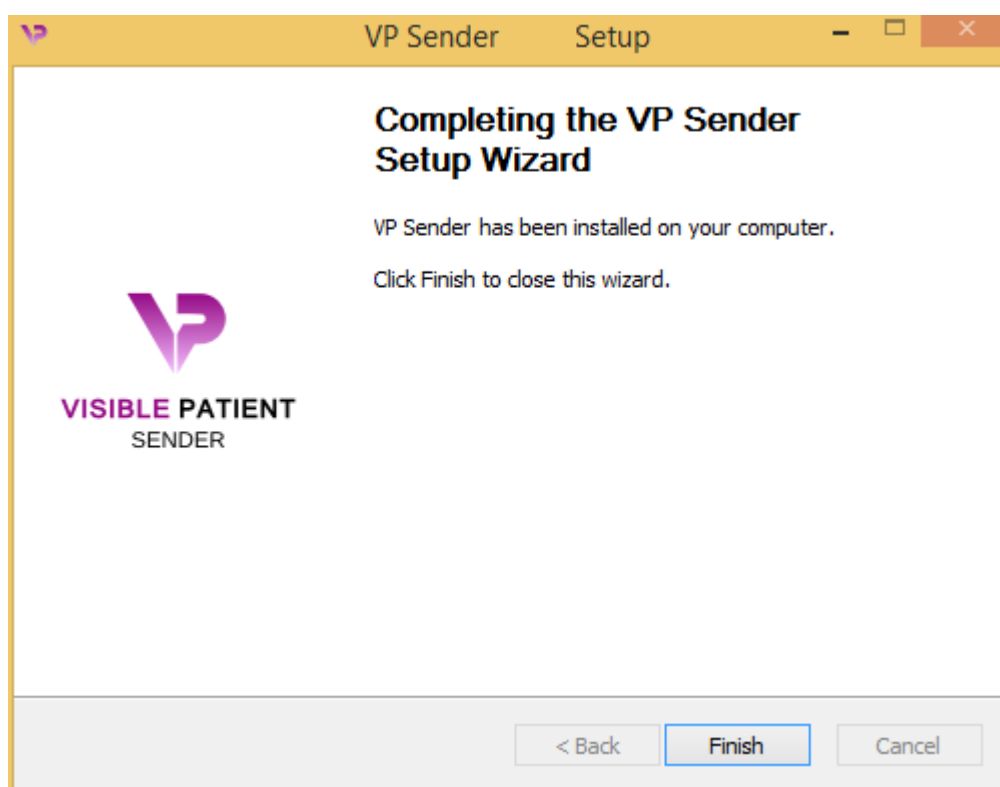 VP Sender Setup
Completing the VP Sender
Setup Wizard
VP Sender has been installed on your computer.
Click Finish to close this wizard.
VISIBLE PATIENT
SENDER
< Back
Finish
Cancel